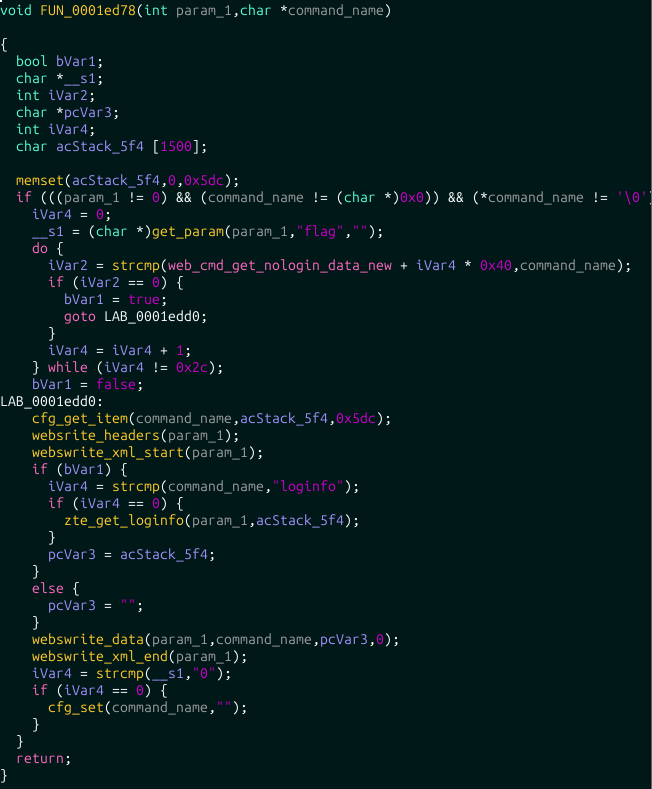 void FUN_0001ed78(int param_1,char *command_name)
{
bool bVar1;
char *__s1;
int iVar2;
char *pcVar3;
int iVar4;
char acStack_5f4 [1500];
memset(acStack_5f4,0,0x5dc);
if (((param_1 != 0) && (command_name != (char *)0x0)) && (*command_name != '\0')
iVar4 = 0;
__s1 = (char *)get_param(param_1,"flag","");
do {
iVar2 = strcmp(web_cmd_get_nologin_data_new + iVar4 * 0x40,command_name);
if (iVar2 == 0) {
bVar1 = true;
goto LAB_0001edd0;
}
iVar4 = iVar4 + 1;
} while (iVar4 != 0x2c);
bVar1 = false;
LAB_0001edd0:
cfg_get_item(command_name,acStack_5f4,0x5dc);
websrite_headers(param_1);
webswrite_xml_start(param_1);
if (bVar1) {
iVar4 = strcmp(command_name,"loginfo");
if (iVar4 == 0) {
zte_get_loginfo(param_1,acStack_5f4);
}
pcVar3 = acStack_5f4;
}
else {
pcVar3 = "";
}
webswrite_data(param_1,command_name,pcVar3,0);
webswrite_xml_end(param_1);
iVar4 = strcmp(__s1,"0");
if (iVar4 == 0) {
cfg_set(command_name,"");
}
}
return;
}